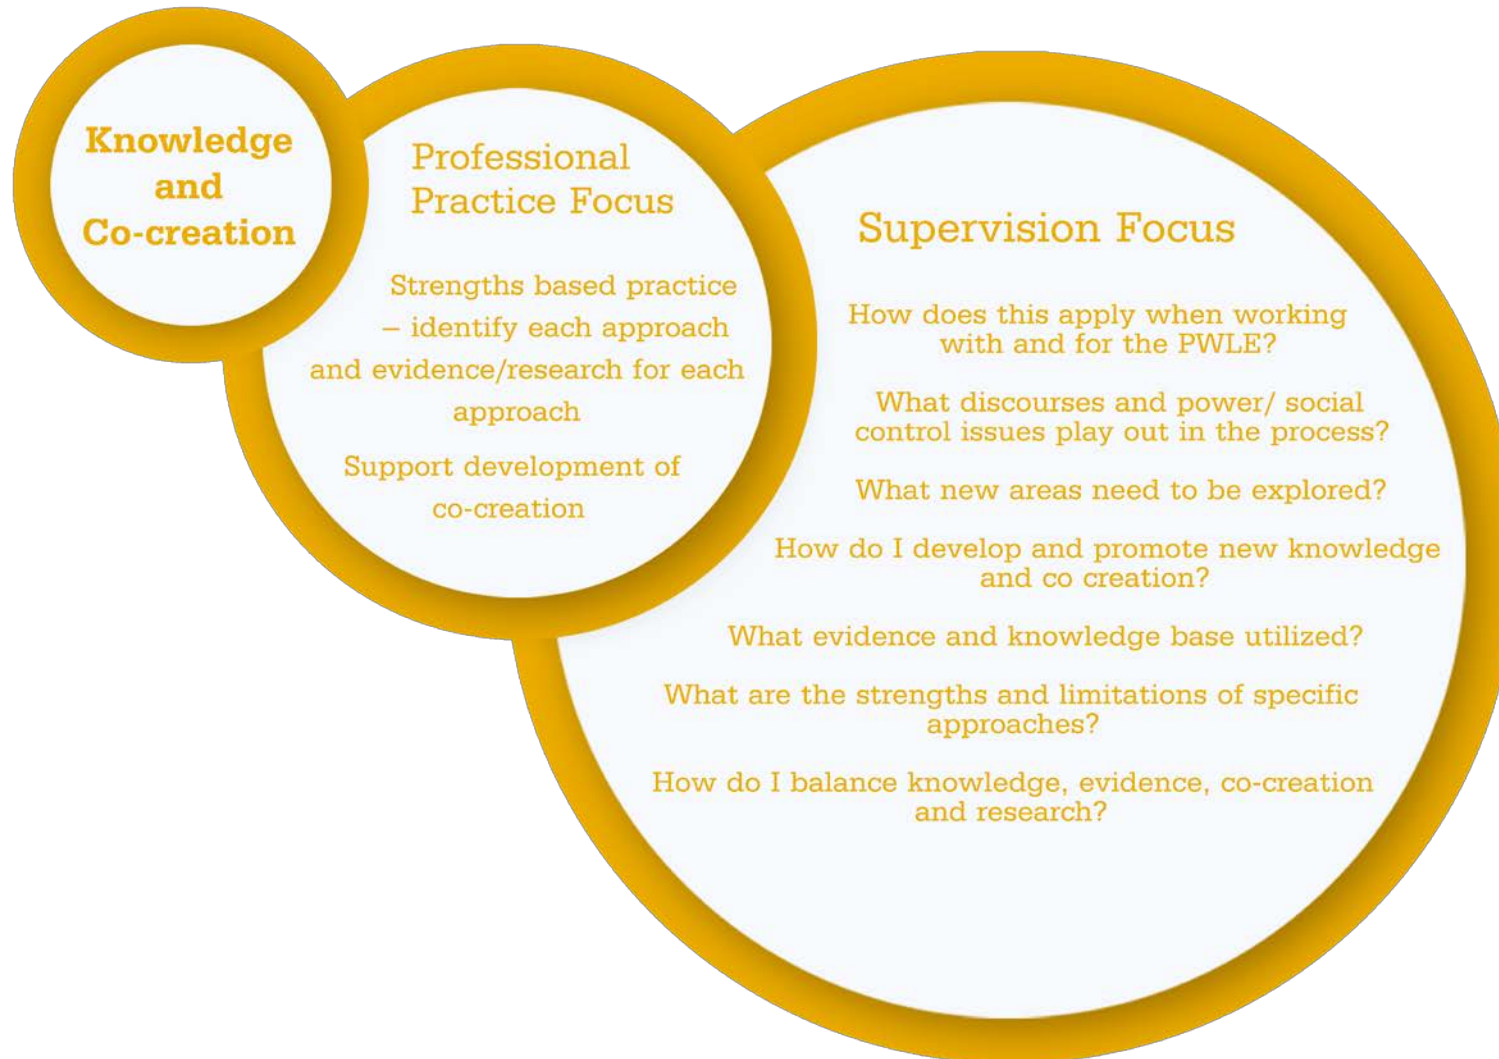 Knowledge
and
Co-creation
Professional
Practice Focus
Strengths based practice
– identify each approach
and evidence/research for each
approach
Support development of
co-creation
Supervision Focus
How does this apply when working
with and for the PWLE?
What discourses and power/ social
control issues play out in the process?
What new areas need to be explored?
How do I develop and promote new knowledge
and co creation?
What evidence and knowledge base utilized?
What are the strengths and limitations of specific
approaches?
How do I balance knowledge, evidence, co-creation
and research?